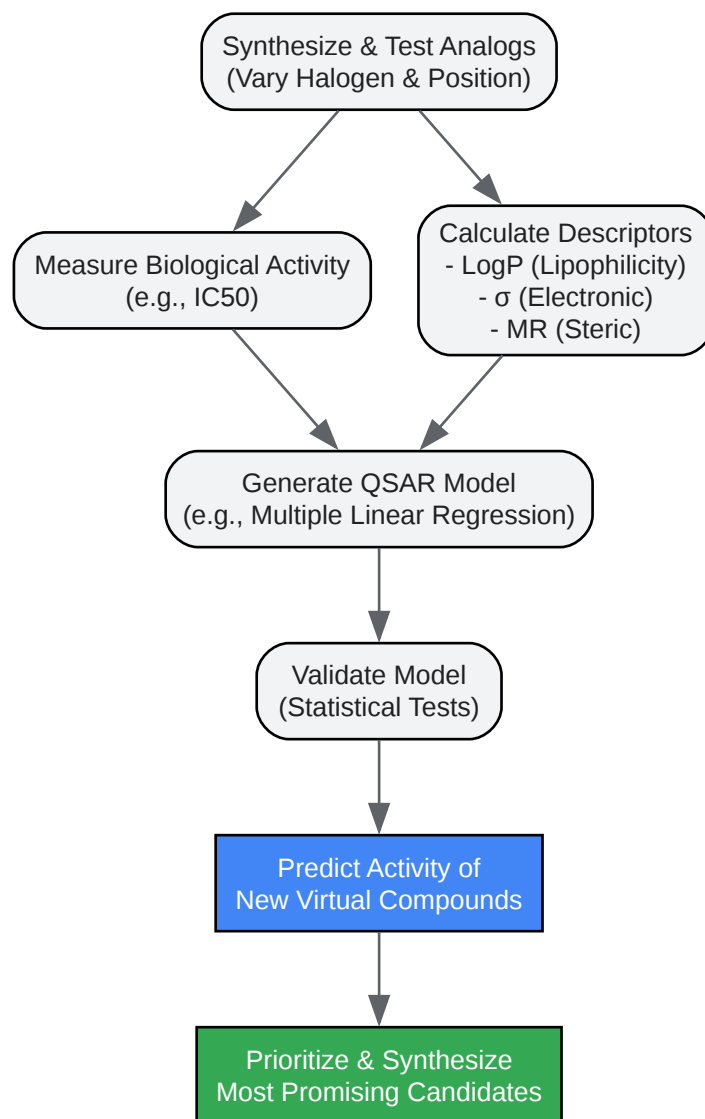 Synthesize & Test Analogs
(Vary Halogen & Position)
Measure Biological Activity
(e.g., IC50)
Calculate Descriptors
- LogP (Lipophilicity)
- σ (Electronic)
- MR (Steric)
Generate QSAR Model
(e.g., Multiple Linear Regression)
Validate Model
(Statistical Tests)
Predict Activity of
New Virtual Compounds
Prioritize & Synthesize
Most Promising Candidates